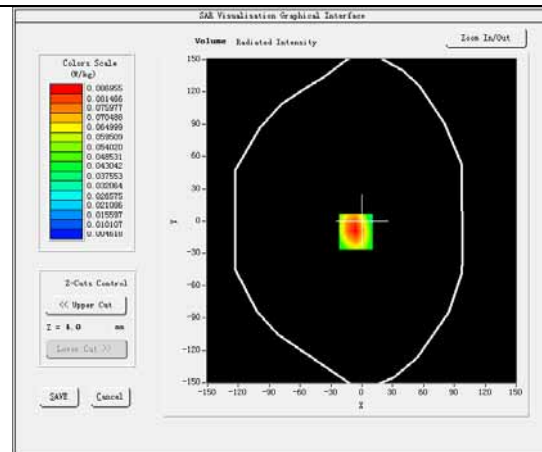 SAR Visualisation Graphical Interface
Volume Radiated Intensity
Zoom In/Out
Colors Scale
(W/kg)
0.086955
0.081466
0.075977
0.070488
0.064999
0.059509
0.054020
0.048531
0.043042
0.037553
0.032064
0.026575
0.021086
0.015597
0.010107
0.004618
150
120
90
60
30
0
-30
-60
-90
-120
-150
Y
-150 -120 -90 -60 -30 0 30 60 90 120 150
X
Z-Cuts Control
<< Upper Cut
Z = 4.0 mm
Lower Cut >>
SAVE
Cancel